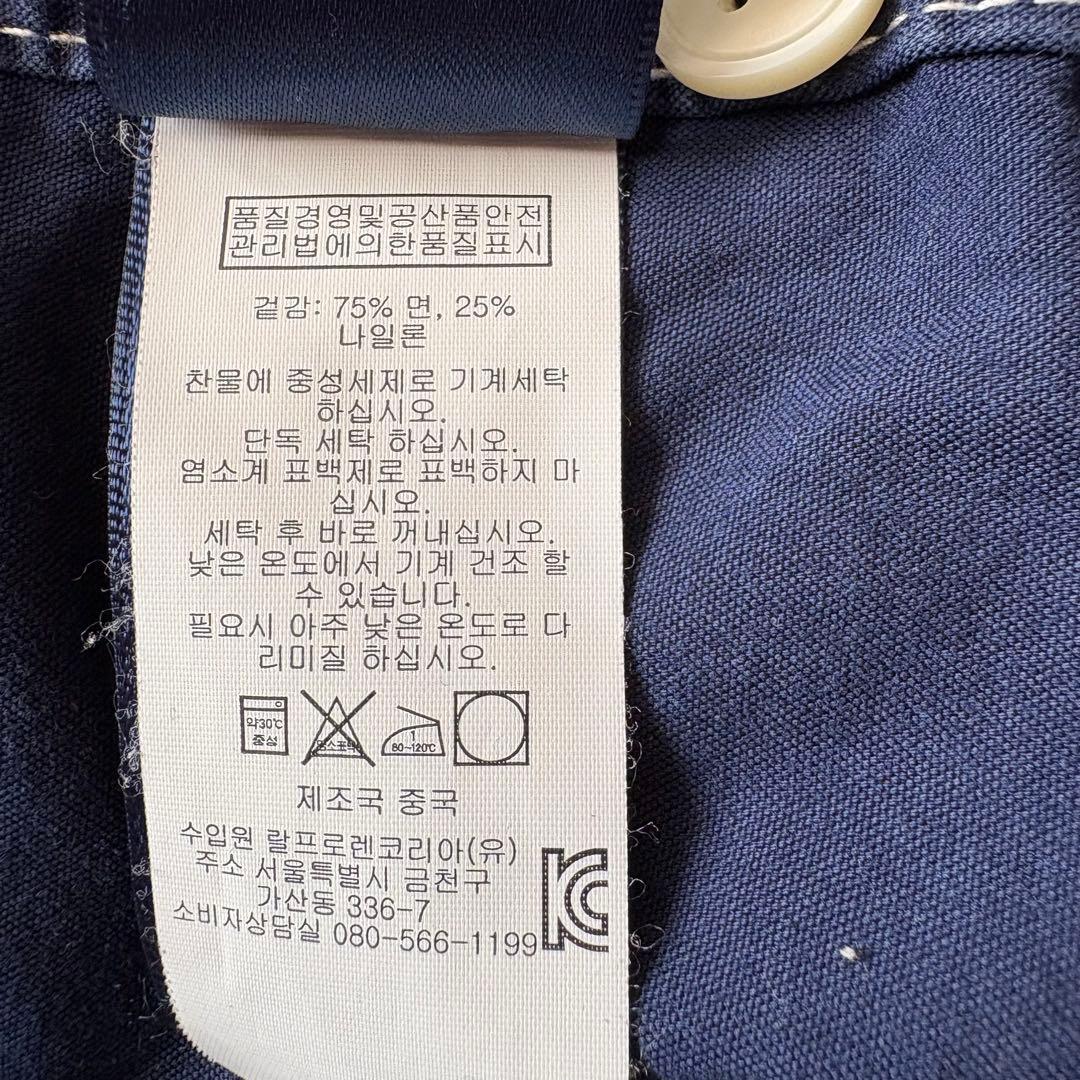 품질경영및공산품안전
관리법에의한품질표시
겉감: 75% 면, 25%
나일론
찬물에 중성세제로 기계세탁
하십시오.
단독 세탁 하십시오.
염소계 표백제로 표백하지 마
십시오.
세탁 후 바로 꺼내십시오.
낮은 온도에서 기계 건조 할
수 있습니다.
필요시 아주 낮은 온도로 다
리미질 하십시오.
약30℃
중성
염소표백
1
80~120℃
제조국 중국
수입원 랄프로렌코리아(유)
주소 서울특별시 금천구
가산동 336-7
소비자상담실 080-566-1199
KC